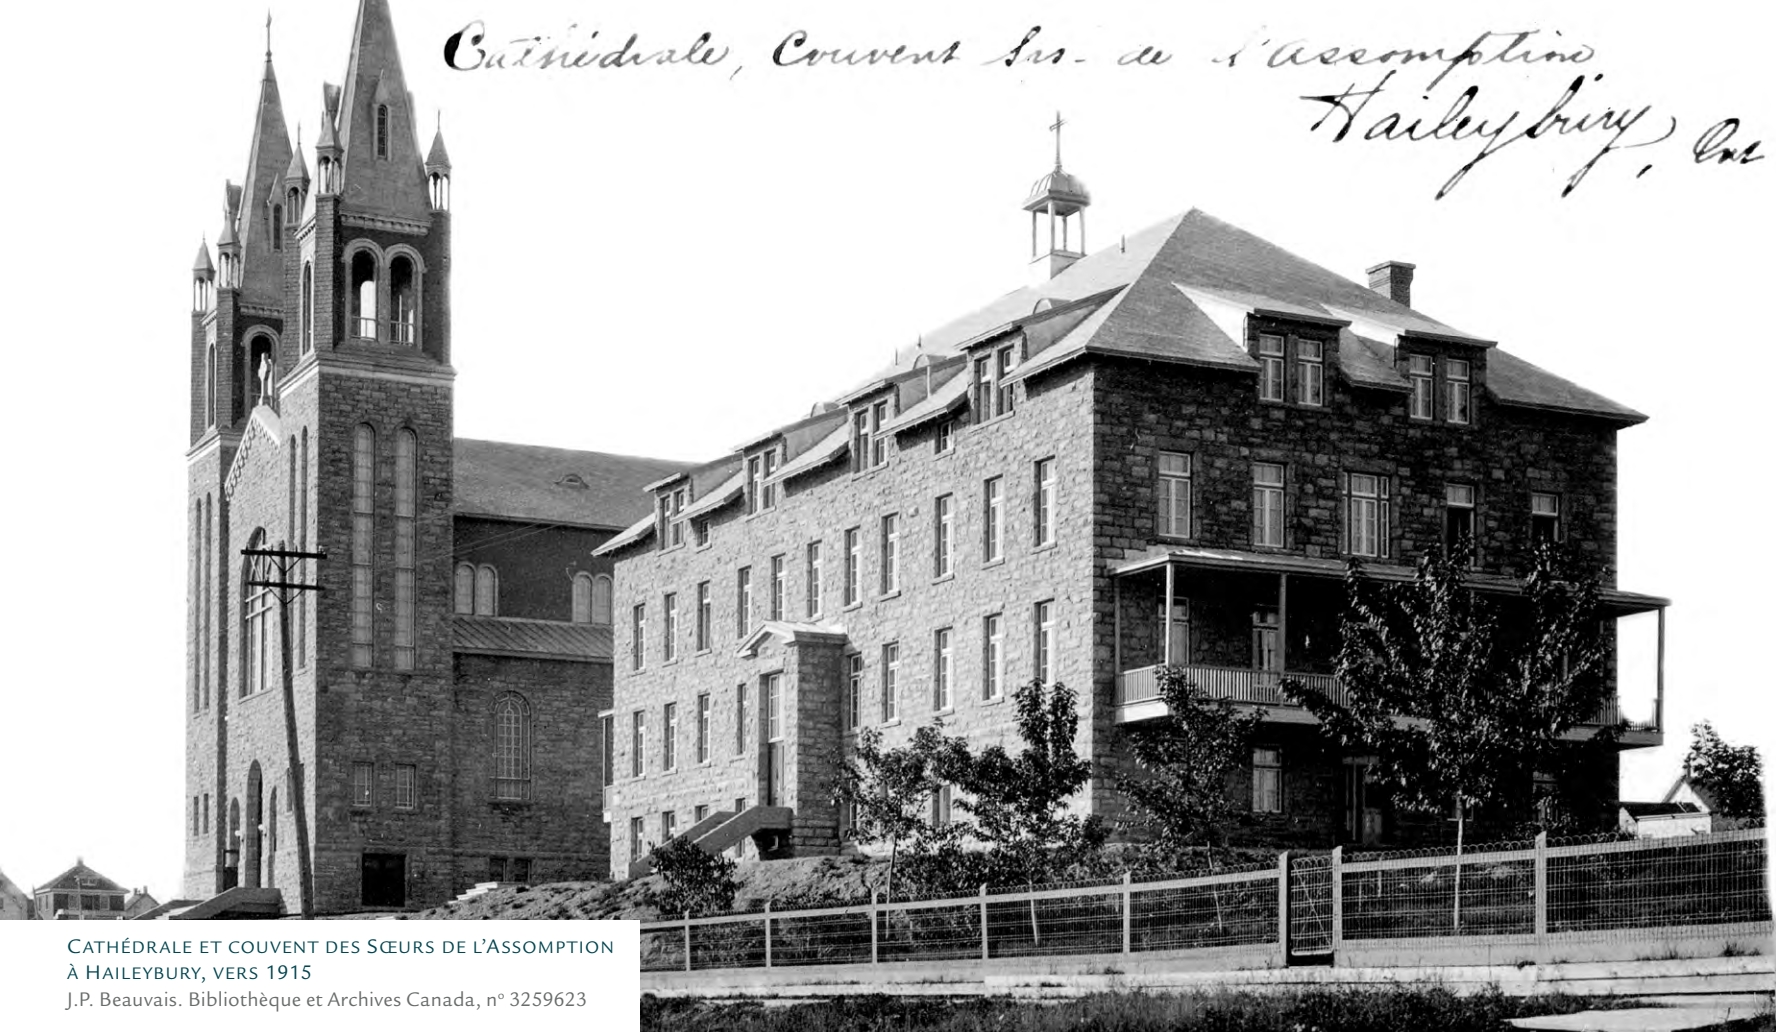 Cathédrale, Couvent Srs. de l'assomption
Haileybury, Ont
CATHÉDRALE ET COUVENT DES SŒURS DE L'ASSOMPTION
À HAILEYBURY, VERS 1915
J.P. Beauvais. Bibliothèque et Archives Canada, nº 3259623